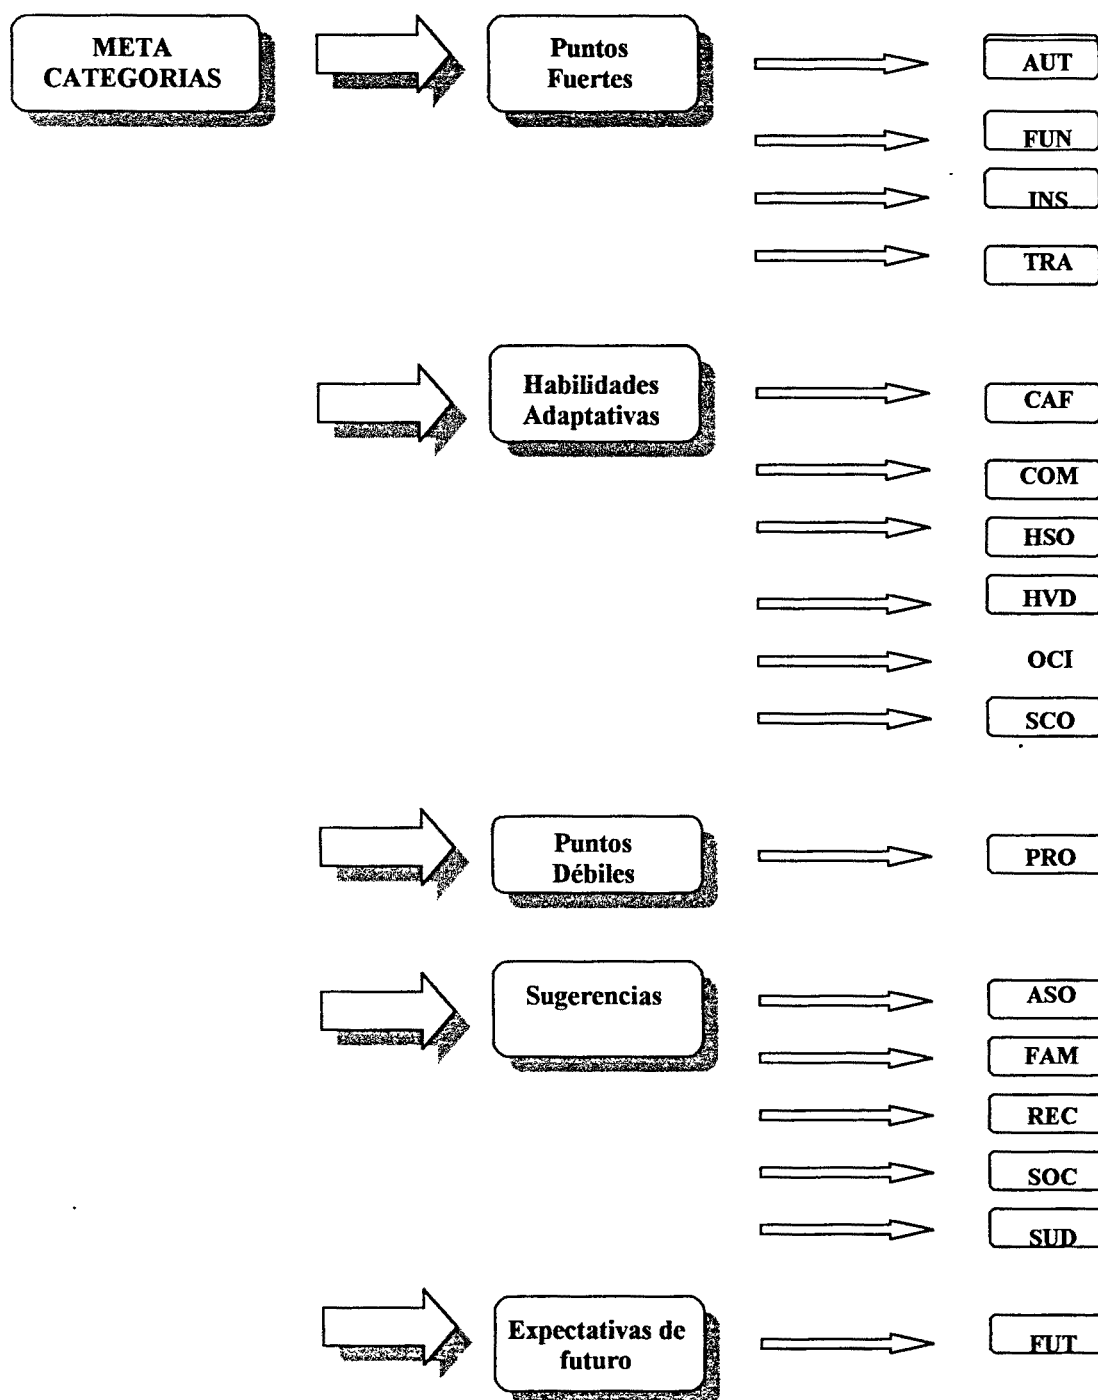 META
CATEGORIAS
Puntos
Fuertes
AUT
FUN
INS
TRA
Habilidades
Adaptativas
CAF
COM
HSO
HVD
OCI
SCO
Puntos
Débiles
PRO
Sugerencias
ASO
FAM
REC
SOC
SUD
Expectativas de
futuro
FUT